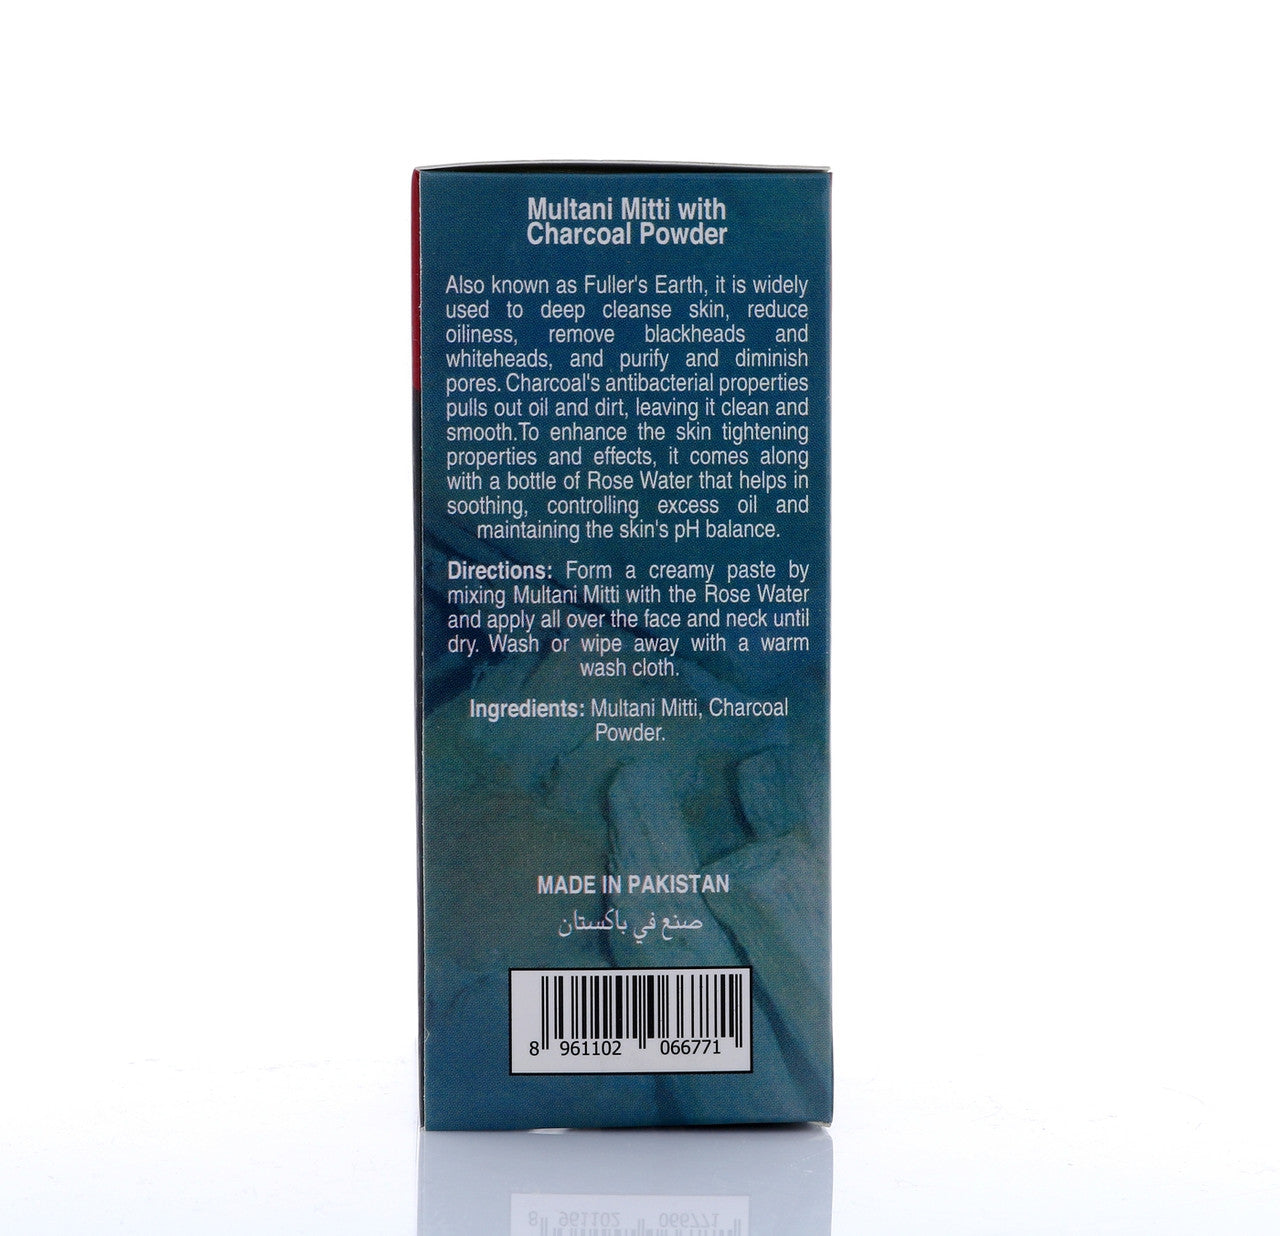 Multani Mitti with
Charcoal Powder
Also known as Fuller's Earth, it is widely
used to deep cleanse skin, reduce
oiliness, remove blackheads and
whiteheads, and purify and diminish
pores. Charcoal's antibacterial properties
pulls out oil and dirt, leaving it clean and
smooth.To enhance the skin tightening
properties and effects, it comes along
with a bottle of Rose Water that helps in
soothing, controlling excess oil and
maintaining the skin's pH balance.
Directions: Form a creamy paste by
mixing Multani Mitti with the Rose Water
and apply all over the face and neck until
dry. Wash or wipe away with a warm
wash cloth.
Ingredients: Multani Mitti, Charcoal
Powder.
MADE IN PAKISTAN
صنع في باكستان
8 961102 066771